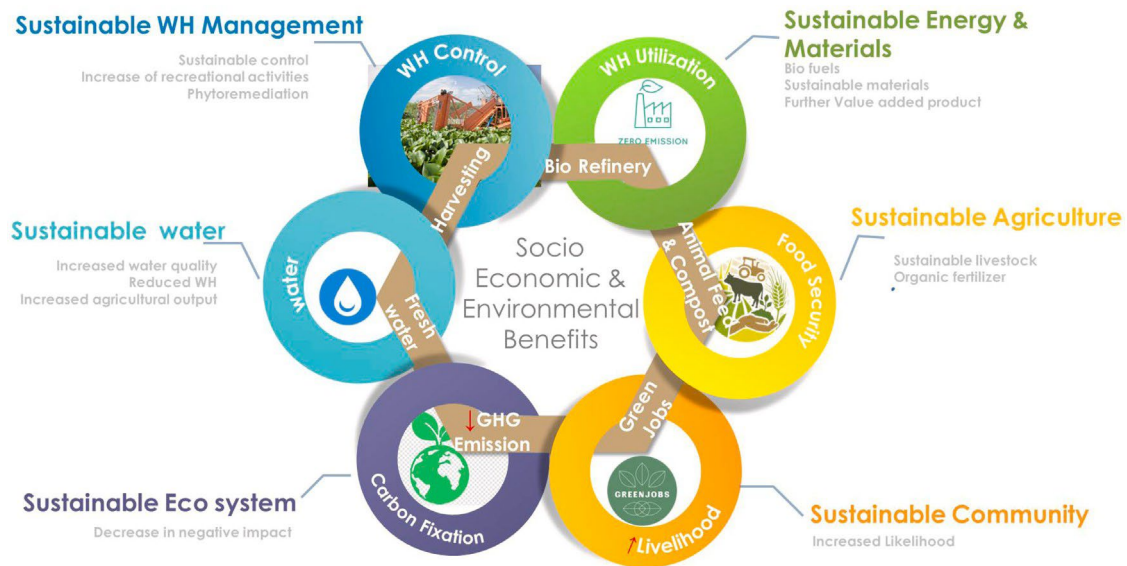 Sustainable WH Management
Sustainable control
Increase of recreational activities
Phytoremediation
WH Control
WH Utilization
ZERO EMISSION
Sustainable Energy &
Materials
Bio fuels
Sustainable materials
Further Value added product
Harvesting
Bio Refinery
Sustainable water
Increased water quality
Reduced WH
Increased agricultural output
water
Fresh
water
Socio
Economic &
Environmental
Benefits
Animal Feed
& Compost
Food Security
Sustainable Agriculture
Sustainable livestock
Organic fertilizer
Sustainable Eco system
Decrease in negative impact
Carbon Fixation
↓GHG
Emission
Green
Jobs
GREENJOBS
↑Livelihood
Sustainable Community
Increased Likelihood